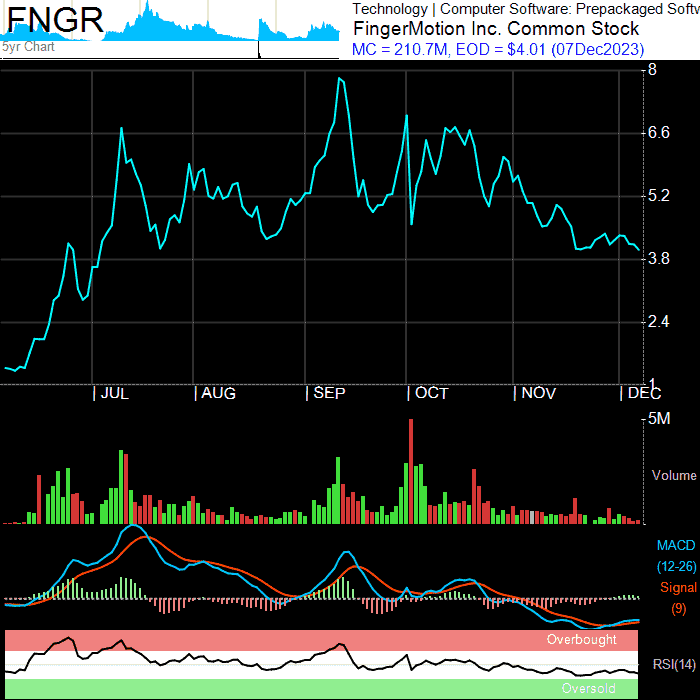 FNGR
5yr Chart
Technology | Computer Software: Prepackaged Softw
FingerMotion Inc. Common Stock
MC = 210.7M, EOD = $4.01 (07Dec2023)
8
6.6
5.2
3.8
2.4
1
JUL
AUG
SEP
OCT
NOV
DEC
5M
Volume
MACD
(12-26)
Signal
(9)
Overbought
RSI(14)
Oversold